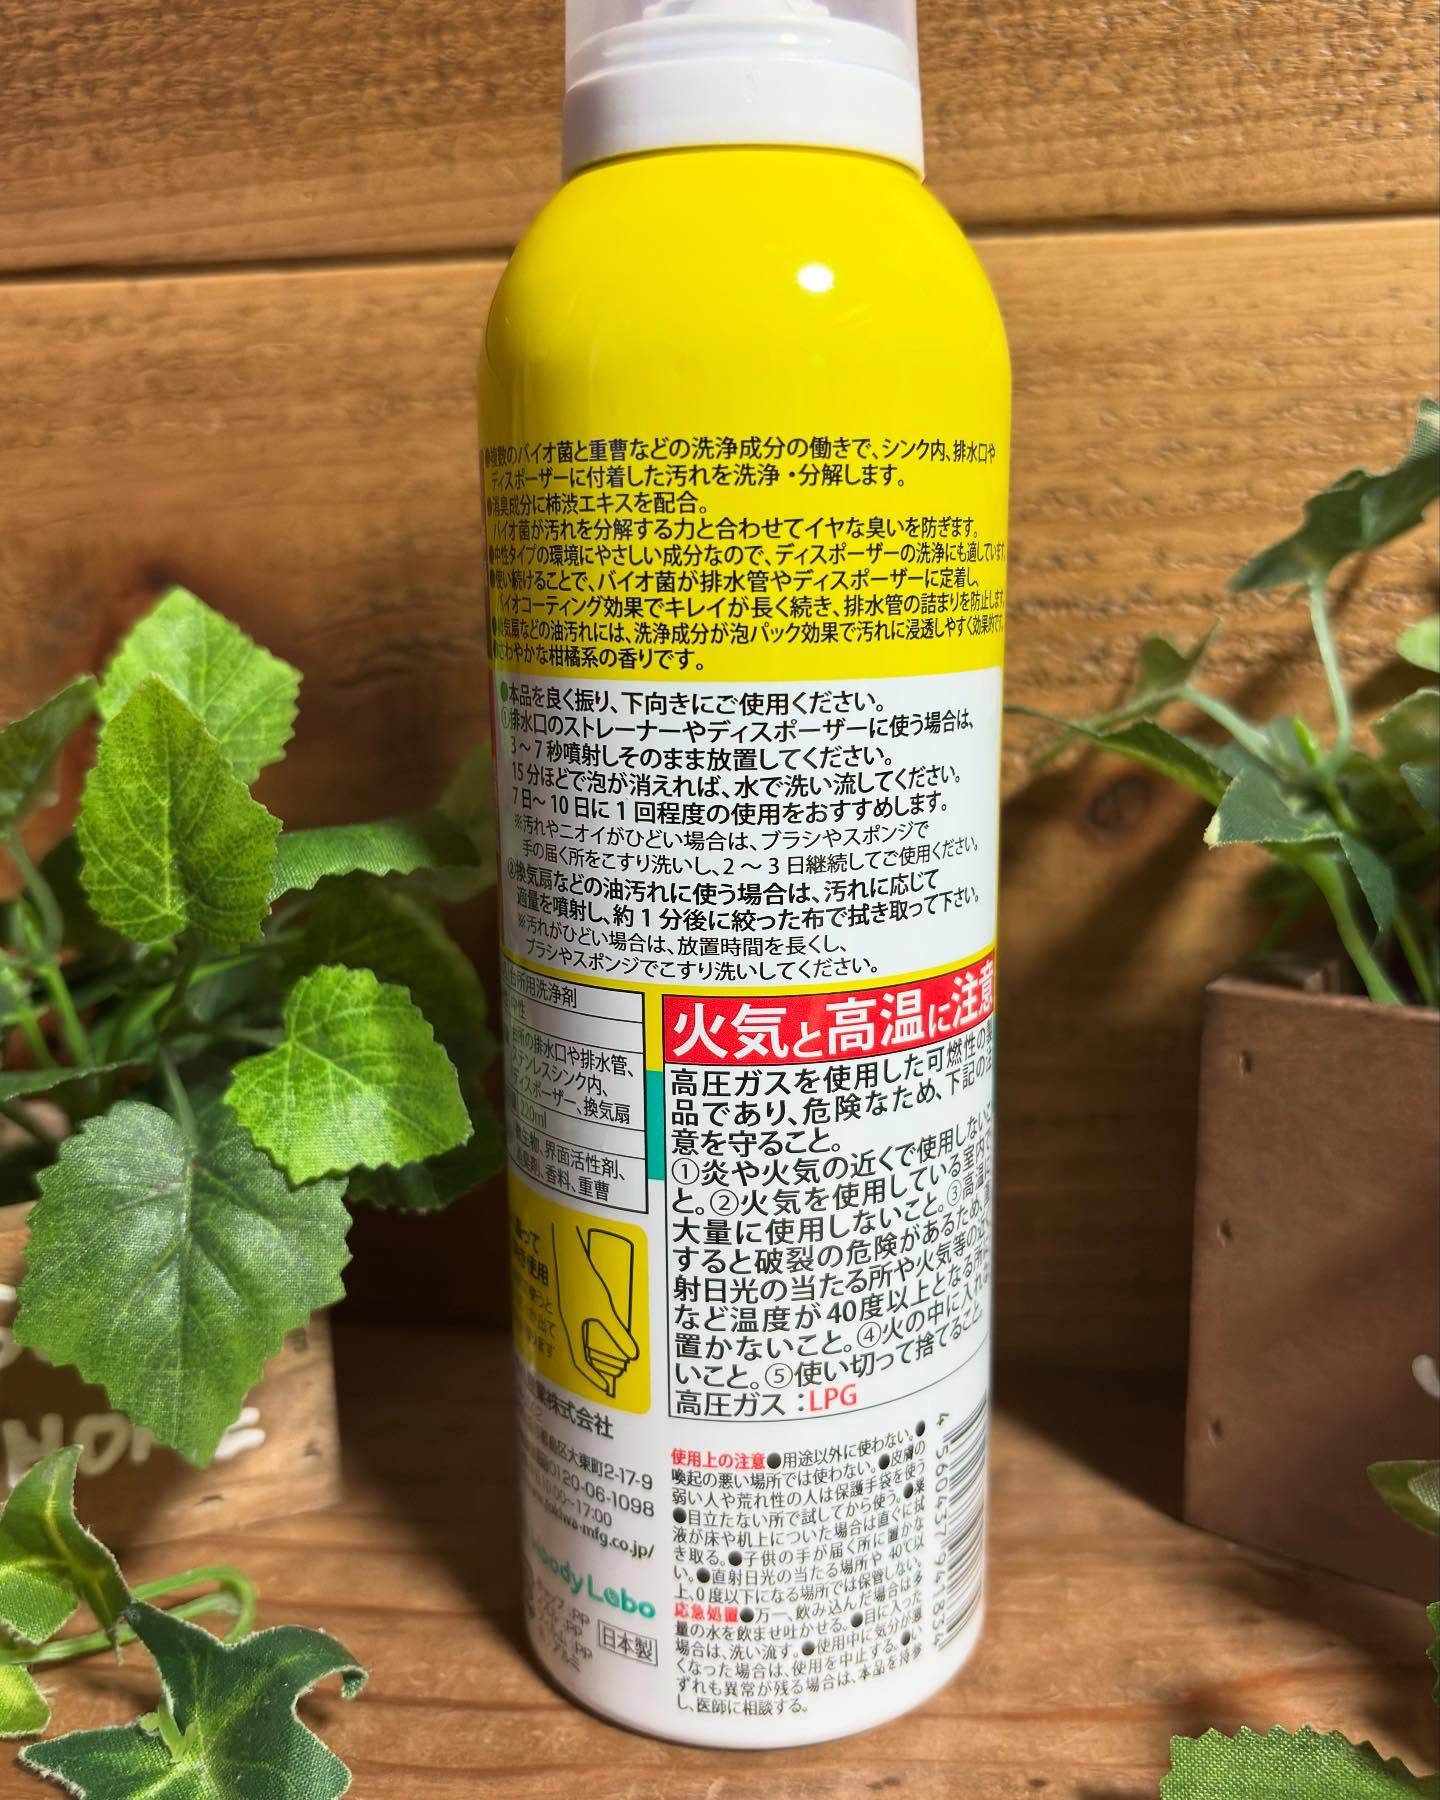 ●複数のバイオ菌と重曹などの洗浄成分の働きで、シンク内、排水口や
ディスポーザーに付着した汚れを洗浄・分解します。
●消臭成分に柿渋エキスを配合。
バイオ菌が汚れを分解する力と合わせてイヤな臭いを防ぎます。
●中性タイプの環境にやさしい成分なので、ディスポーザーの洗浄にも適しています。
●使い続けることで、バイオ菌が排水管やディスポーザーに定着し、
バイオコーティング効果でキレイが長く続き、排水管の詰まりを防止します。
●換気扇などの油汚れには、洗浄成分が泡パック効果で汚れに浸透しやすく効果的です。
●さわやかな柑橘系の香りです。
●本品を良く振り、下向きにご使用ください。
①排水口のストレーナーやディスポーザーに使う場合は、
3～7秒噴射しそのまま放置してください。
15分ほどで泡が消えれば、水で洗い流してください。
7日～10日に1回程度の使用をおすすめします。
※汚れやニオイがひどい場合は、ブラシやスポンジで
手の届く所をこすり洗いし、2～3日継続してご使用ください。
②換気扇などの油汚れに使う場合は、汚れに応じて
適量を噴射し、約1分後に絞った布で拭き取って下さい。
※汚れがひどい場合は、放置時間を長くし、
ブラシやスポンジでこすり洗いしてください。
台所用洗浄剤
中性
台所の排水口や排水管、
ステンレスシンク内、
ディスポーザー、換気扇
220ml
微生物、界面活性剤、
消臭剤、香料、重曹
使用
株式会社
大東町2-17-9
0120-06-1098
～17:00
-mfg.co.jp/
Labo
:PP
:PP
:PP
日本製
火気と高温に注意
高圧ガスを使用した可燃性の製
品であり、危険なため、下記の注
意を守ること。
①炎や火気の近くで使用しないこ
と。②火気を使用している室内で
大量に使用しないこと。③高温に
すると破裂の危険があるため、直
射日光の当たる所や火気等の近く
など温度が40度以上となる所に
置かないこと。④火の中に入れな
いこと。⑤使い切って捨てること。
高圧ガス：LPG
使用上の注意●用途以外に使わない。●
喚起の悪い場所では使わない。●皮膚の
弱い人や荒れ性の人は保護手袋を使う
●目立たない所で試してから使う。●薬
液が床や机上についた場合は直ぐに拭
き取る。●子供の手が届く所に置かな
い。●直射日光の当たる場所や40℃以
上、0度以下になる場所では保管しない。
応急処置●万一、飲み込んだ場合は多
量の水を飲ませ吐かせる。●目に入った
場合は、洗い流す。●使用中に気分が悪
くなった場合は、使用を中止する。●い
ずれも異常が残る場合は、本品を持参
し、医師に相談する。
4 560437 941834